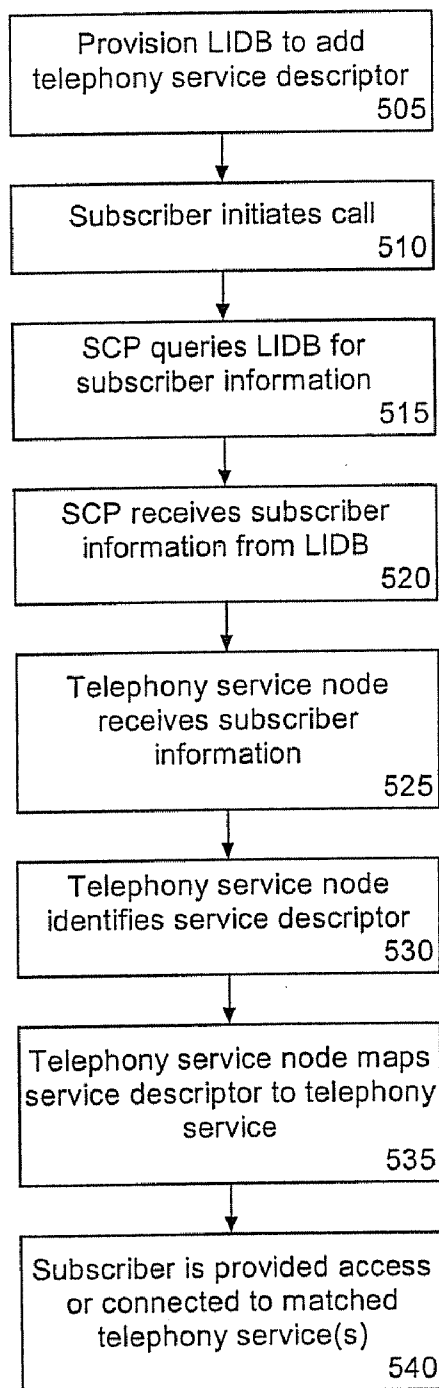 Provision LIDB to add
telephony service descriptor
505
Subscriber initiates call
510
SCP queries LIDB for
subscriber information
515
SCP receives subscriber
information from LIDB
520
Telephony service node
receives subscriber
information
525
Telephony service node
identifies service descriptor
530
Telephony service node maps
service descriptor to telephony
service
535
Subscriber is provided access
or connected to matched
telephony service(s)
540